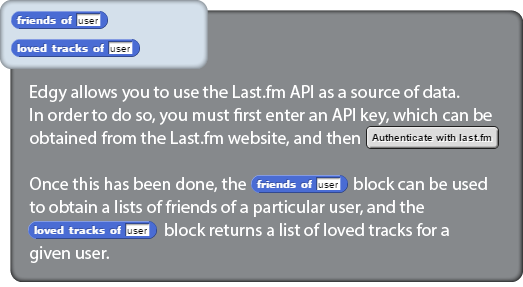 friends of user
loved tracks of user
Edgy allows you to use the Last.fm API as a source of data.
In order to do so, you must first enter an API key, which can be
obtained from the Last.fm website, and then Authenticate with last.fm
Once this has been done, the friends of user block can be used
to obtain a lists of friends of a particular user, and the
loved tracks of user block returns a list of loved tracks for a
given user.